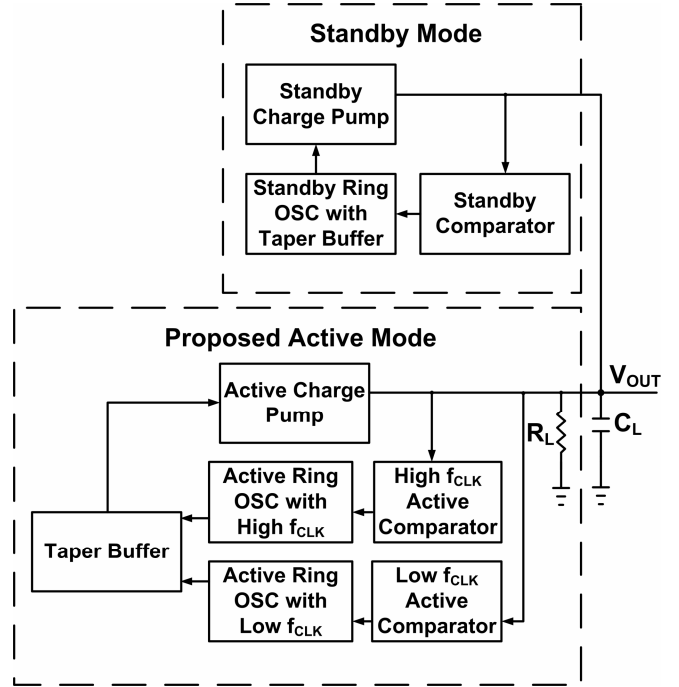 Standby Mode
Standby
Charge Pump
Standby Ring
OSC with
Taper Buffer
Standby
Comparator
Proposed Active Mode
Active Charge
Pump
VOUT
RL
CL
Active Ring
OSC with
High fCLK
High fCLK
Active
Comparator
Taper Buffer
Active Ring
OSC with
Low fCLK
Low fCLK
Active
Comparator